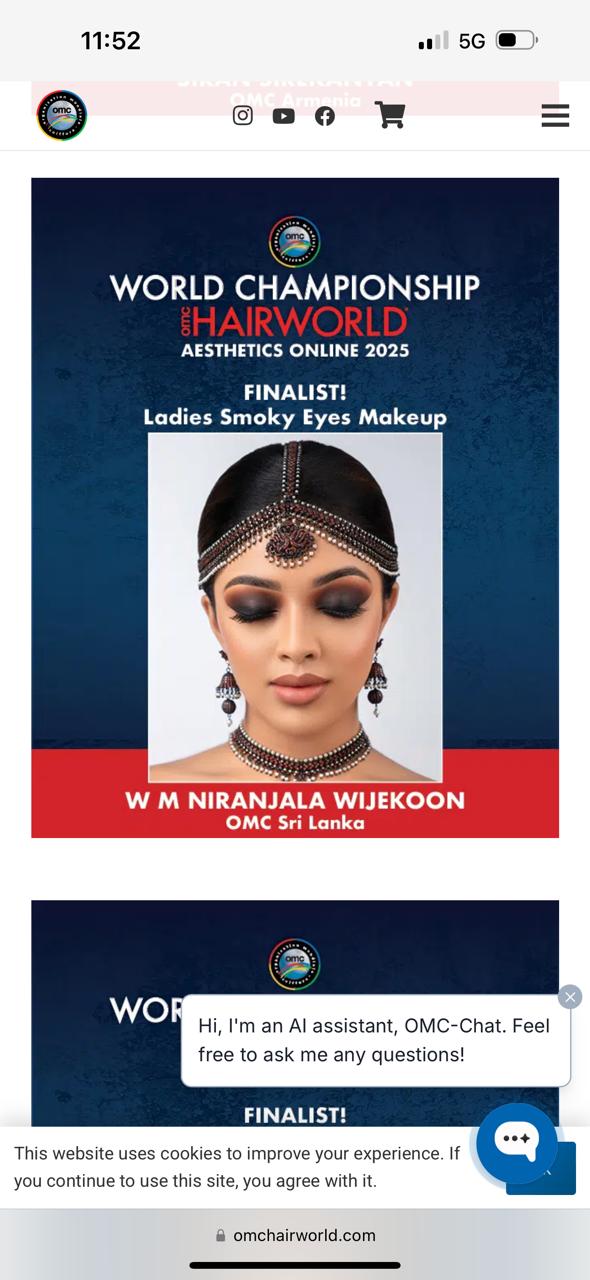 11:52
5G
OMC Armenia
omc
omc
WORLD CHAMPIONSHIP
omc HAIRWORLD
AESTHETICS ONLINE 2025
FINALIST!
Ladies Smoky Eyes Makeup
W M NIRANJALA WIJEKOON
OMC Sri Lanka
omc
Hi, I'm an AI assistant, OMC-Chat. Feel
free to ask me any questions!
FINALIST!
This website uses cookies to improve your experience. If
you continue to use this site, you agree with it.
omchairworld.com